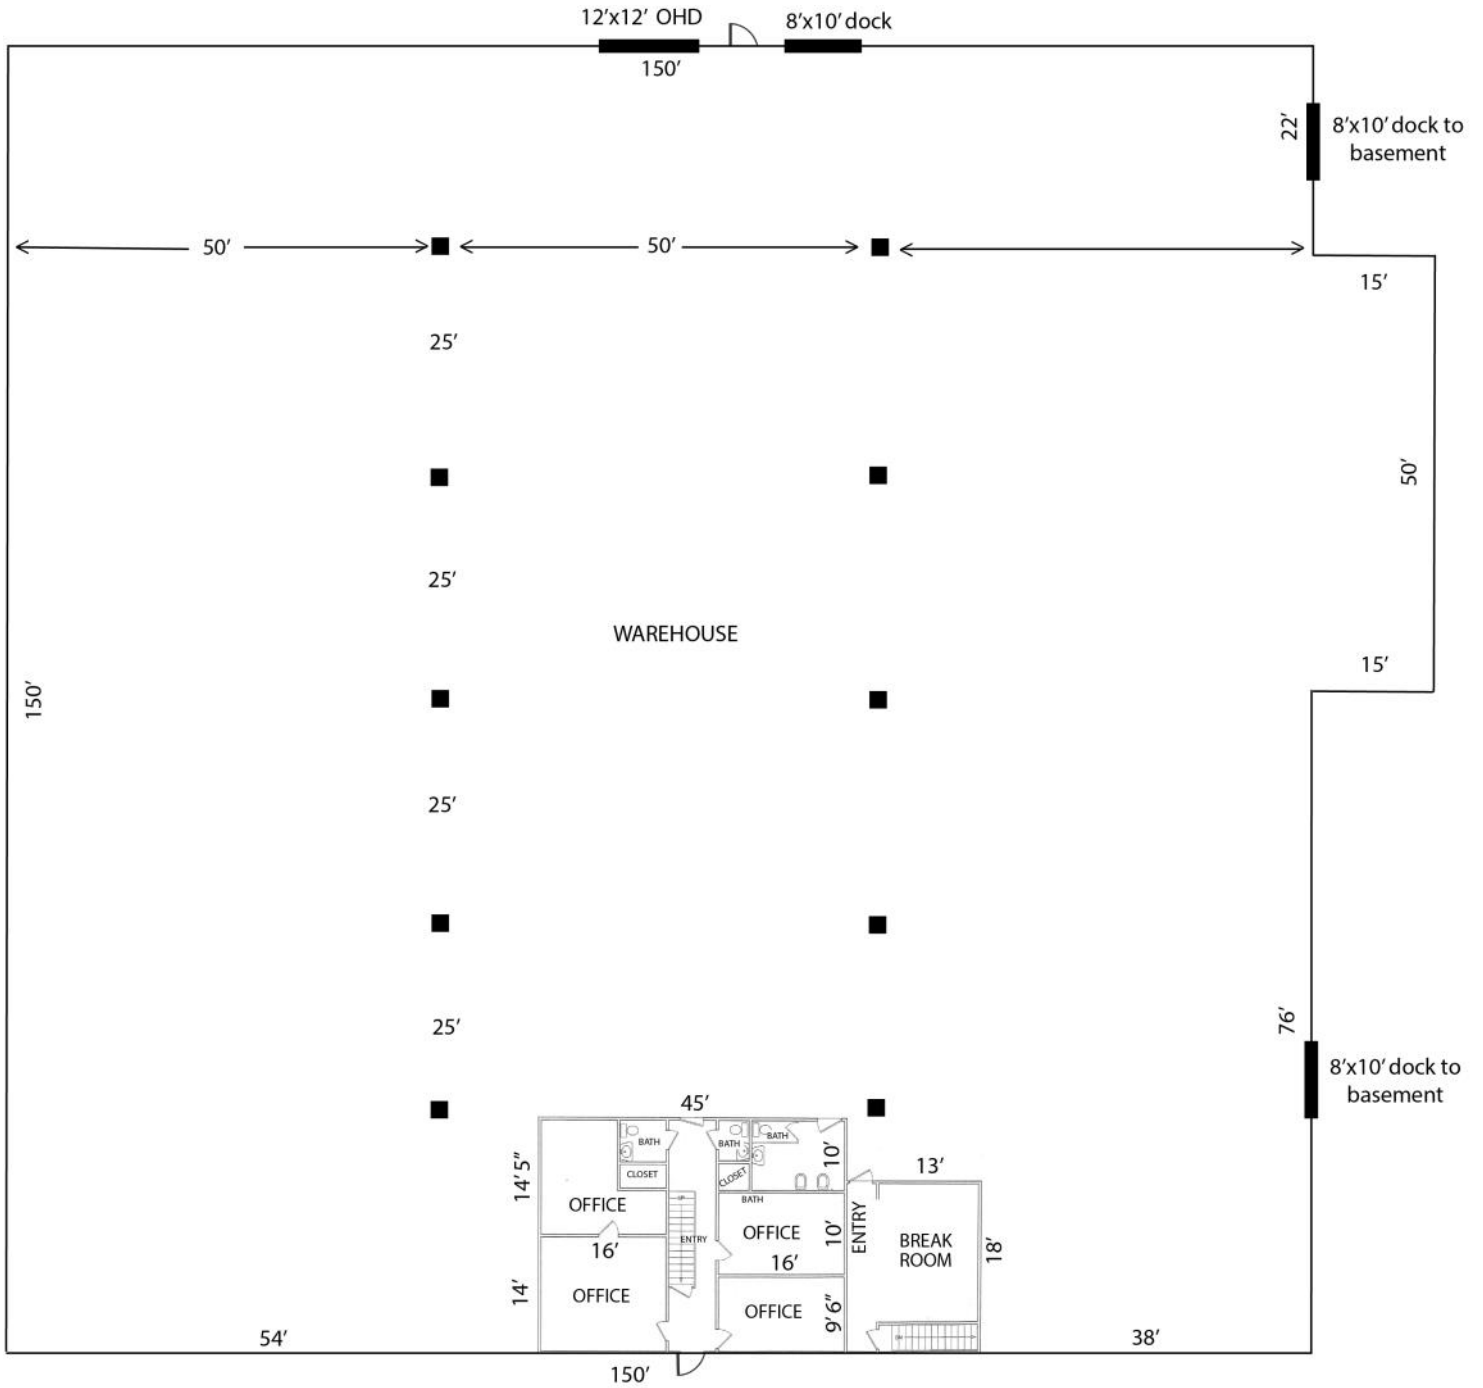 12'x12' OHD
8'x10' dock
150'
22'
8'x10' dock to
basement
50'
50'
15'
25'
50'
25'
WAREHOUSE
15'
150'
25'
76'
25'
8'x10' dock to
basement
45'
BATH
BATH
BATH
10'
13'
14' 5"
CLOSET
CLOSET
OFFICE
UP
BATH
ENTRY
OFFICE
10'
ENTRY
BREAK
ROOM
18'
16'
16'
14'
OFFICE
OFFICE
9' 6"
54'
38'
150'